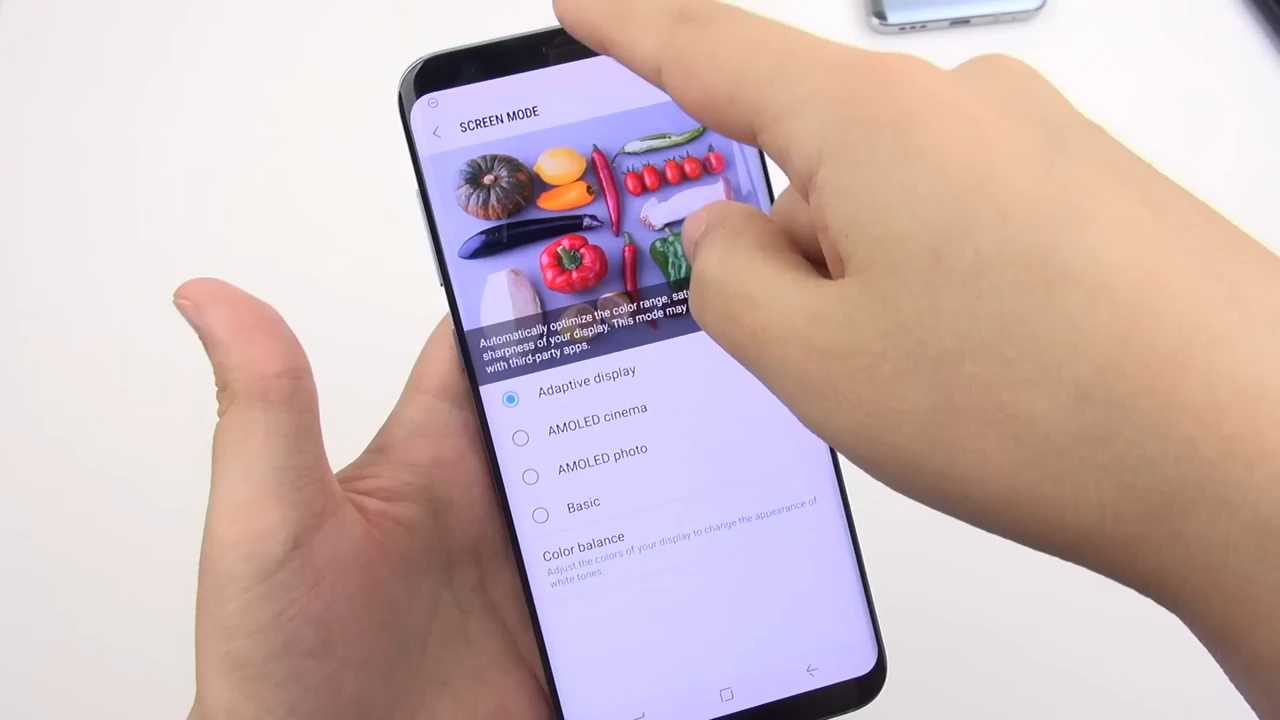 SCREEN MODE
Automatically optimize the color range,
sharpness of your display. This mode may
with third-party apps.
Adaptive display
AMOLED cinema
AMOLED photo
Basic
Color balance
Adjust the colors of your display to change the appearance of
white tones.